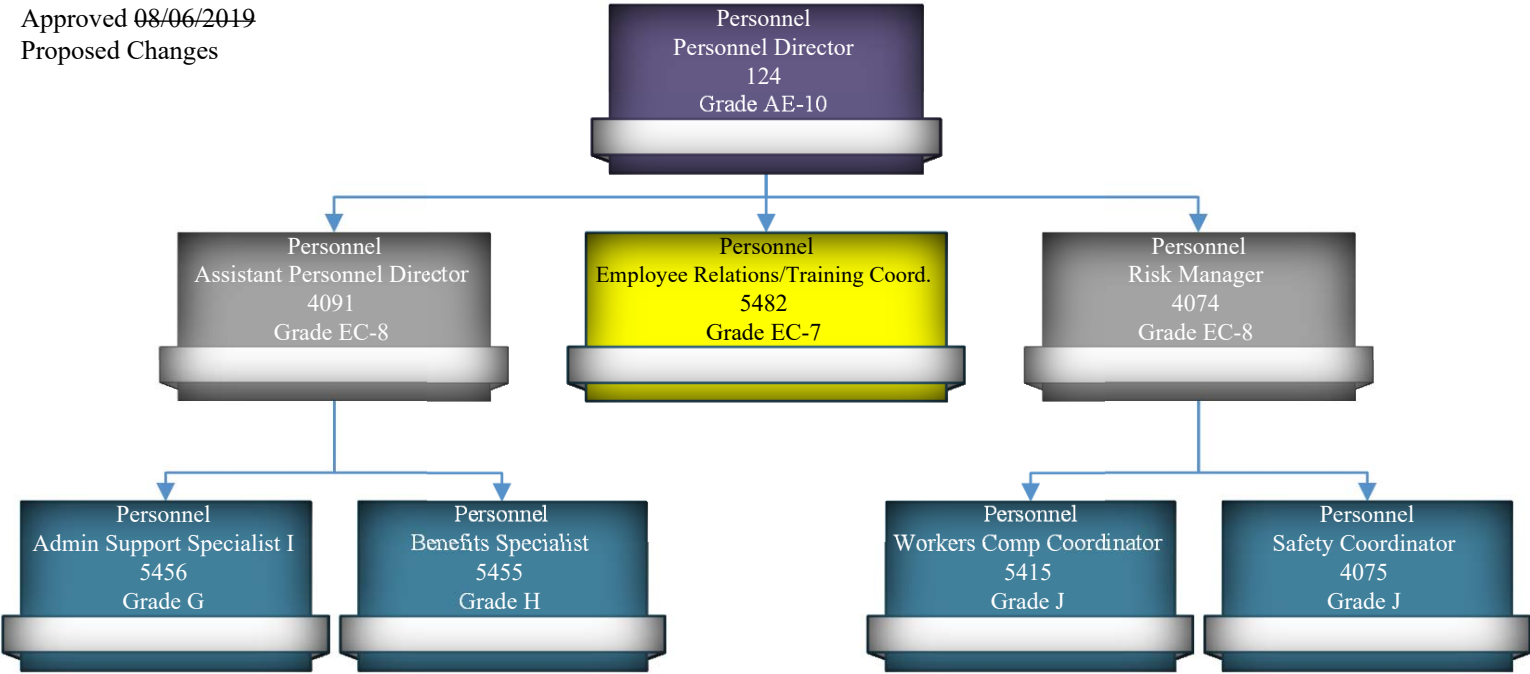 Approved 08/06/2019
Proposed Changes
Personnel
Personnel Director
124
Grade AE-10
Personnel
Assistant Personnel Director
4091
Grade EC-8
Personnel
Employee Relations/Training Coord.
5482
Grade EC-7
Personnel
Risk Manager
4074
Grade EC-8
Personnel
Admin Support Specialist I
5456
Grade G
Personnel
Benefits Specialist
5455
Grade H
Personnel
Workers Comp Coordinator
5415
Grade J
Personnel
Safety Coordinator
4075
Grade J